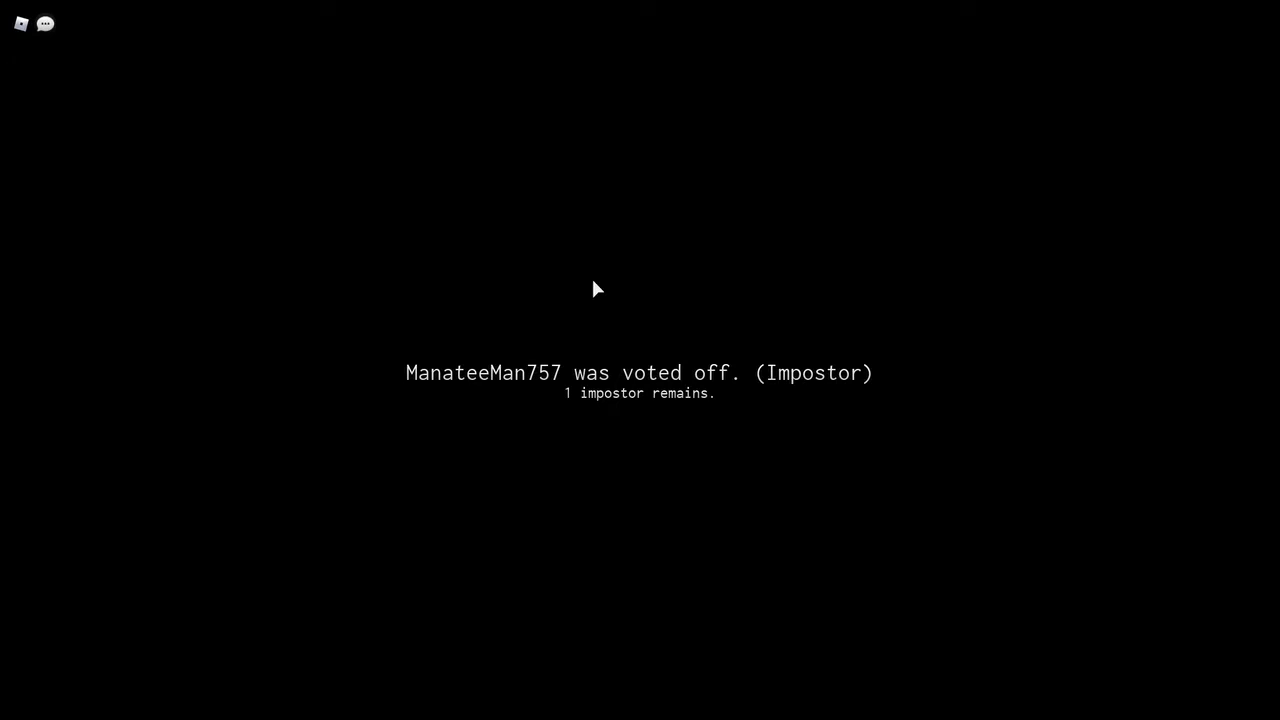 ManateeMan757 was voted off. (Impostor)
1 impostor remains.